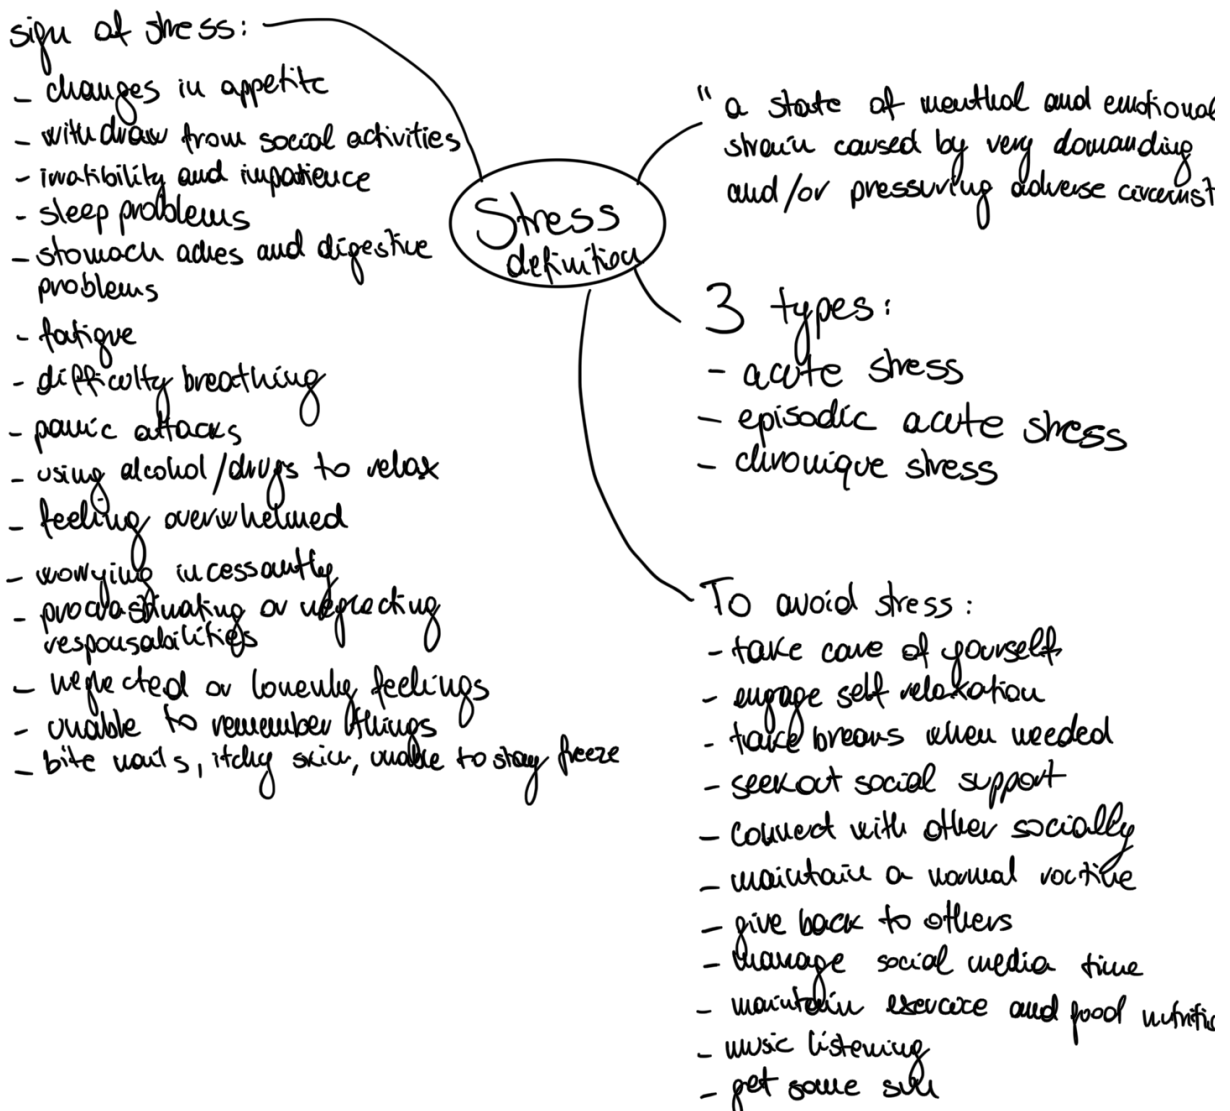 sign of stress:
- changes in appetite
- withdraw from social activities
- irratibility and impatience
- sleep problems
- stomach aches and digestive
problems
- fatigue
- difficulty breathing
- panic attacks
- using alcohol/drugs to relax
- feeling overwhelmed
- worrying incessantly
- procrastinating or neglecting
responsabilities
- neglected or lonenly feelings
- unable to remember things
- bite nails, itchy skin, unable to stay freeze
Stress
definition
" a state of menthal and emotional
strain caused by very domanding
and/or pressuring adverse circumst
3 types:
- acute stress
- episodic acute stress
- chronique stress
To avoid stress:
- take care of yourself
- engage self relaxation
- take breaks when needed
- seek out social support
- connect with other socially
- maintain a normal routine
- give back to others
- manage social media time
- maintain exercice and food nutritio
- music listening
- get some sun